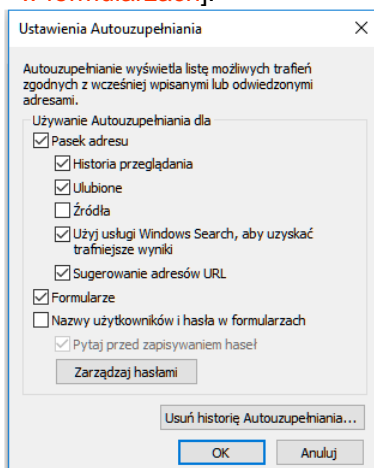 w formularzach].
Ustawienia Autouzupełniania
Autouzupełnianie wyświetla listę możliwych trafień
zgodnych z wcześniej wpisanymi lub odwiedzonymi
adresami.
Używanie Autouzupełniania dla
Pasek adresu
Historia przeglądania
Ulubione
Źródła
Użyj usługi Windows Search, aby uzyskać
trafniejsze wyniki
Sugerowanie adresów URL
Formularze
Nazwy użytkowników i hasła w formularzach
Pytaj przed zapisywaniem haseł
Zarządzaj hasłami
Usuń historię Autouzupełniania...
OK Anuluj